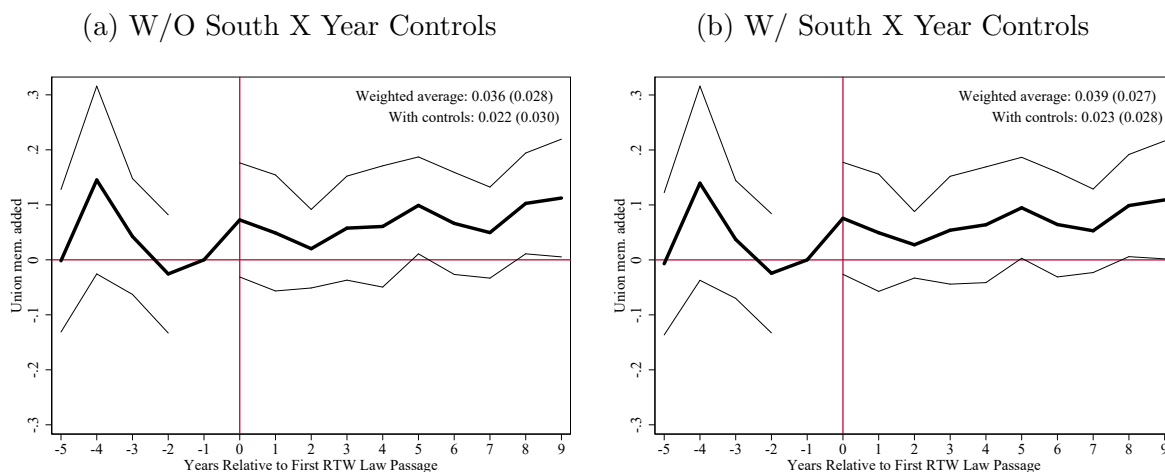 (a) W/O South X Year Controls
Weighted average: 0.036 (0.028)
With controls: 0.022 (0.030)
Union mem. added
.3
.2
.1
0
-.1
-.2
-.3
-5 -4 -3 -2 -1 0 1 2 3 4 5 6 7 8 9
Years Relative to First RTW Law Passage
(b) W/ South X Year Controls
Weighted average: 0.039 (0.027)
With controls: 0.023 (0.028)
Union mem. added
.3
.2
.1
0
-.1
-.2
-.3
-5 -4 -3 -2 -1 0 1 2 3 4 5 6 7 8 9
Years Relative to First RTW Law Passage